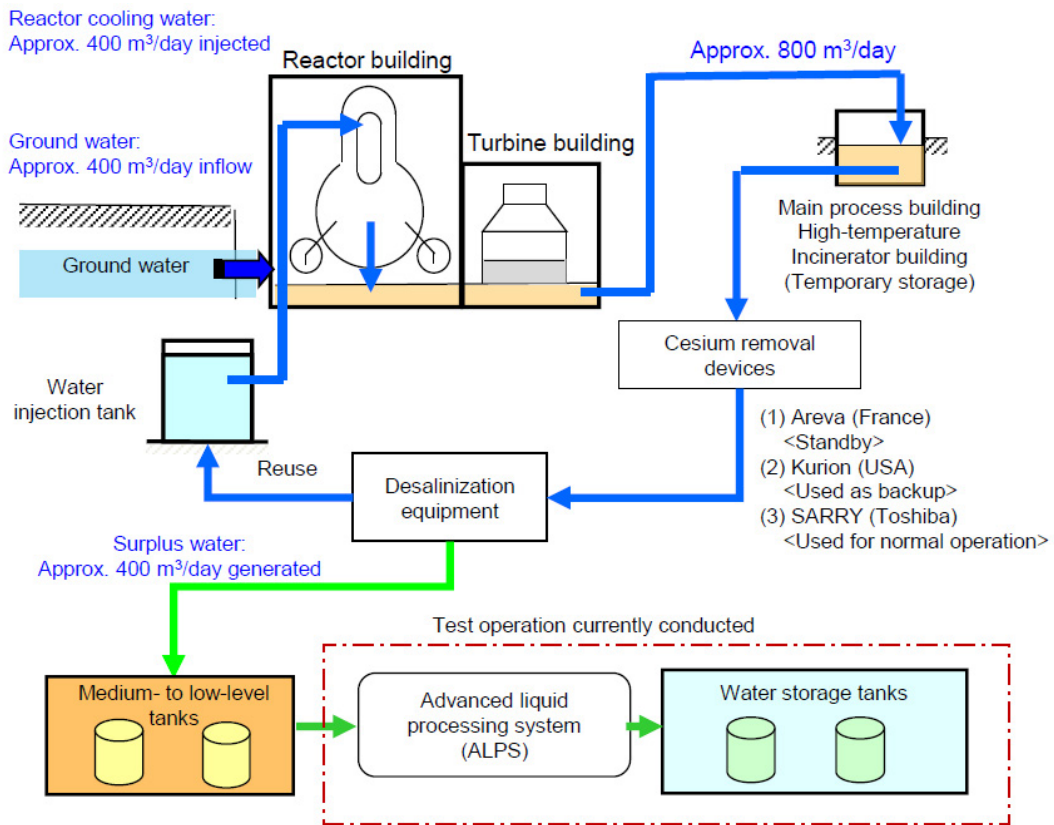 Reactor cooling water:
Approx. 400 m³/day injected
Reactor building
Approx. 800 m³/day
Ground water:
Approx. 400 m³/day inflow
Turbine building
Ground water
Main process building
High-temperature
Incinerator building
(Temporary storage)
Water
injection tank
Cesium removal
devices
(1) Areva (France)
<Standby>
(2) Kurion (USA)
<Used as backup>
(3) SARRY (Toshiba)
<Used for normal operation>
Reuse
Desalinization
equipment
Surplus water:
Approx. 400 m³/day generated
Test operation currently conducted
Medium- to low-level
tanks
Advanced liquid
processing system
(ALPS)
Water storage tanks